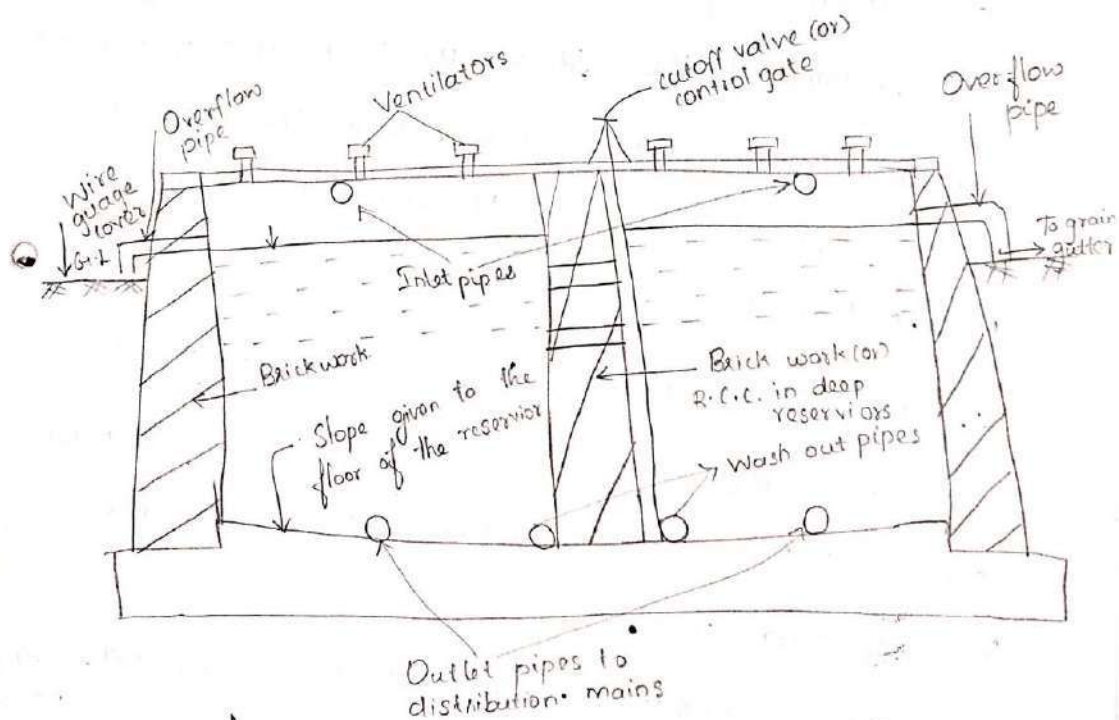 cutoff valve (or)
control gate
Ventilators
Overflow
pipe
Overflow
pipe
Wire
guage
cover
G.L
To grain
gutter
Inlet pipes
Brickwork
Slope given to the
floor of the reservior
Brick work (or)
R.C.C. in deep
reserviors
Wash out pipes
Outlet pipes to
distribution mains